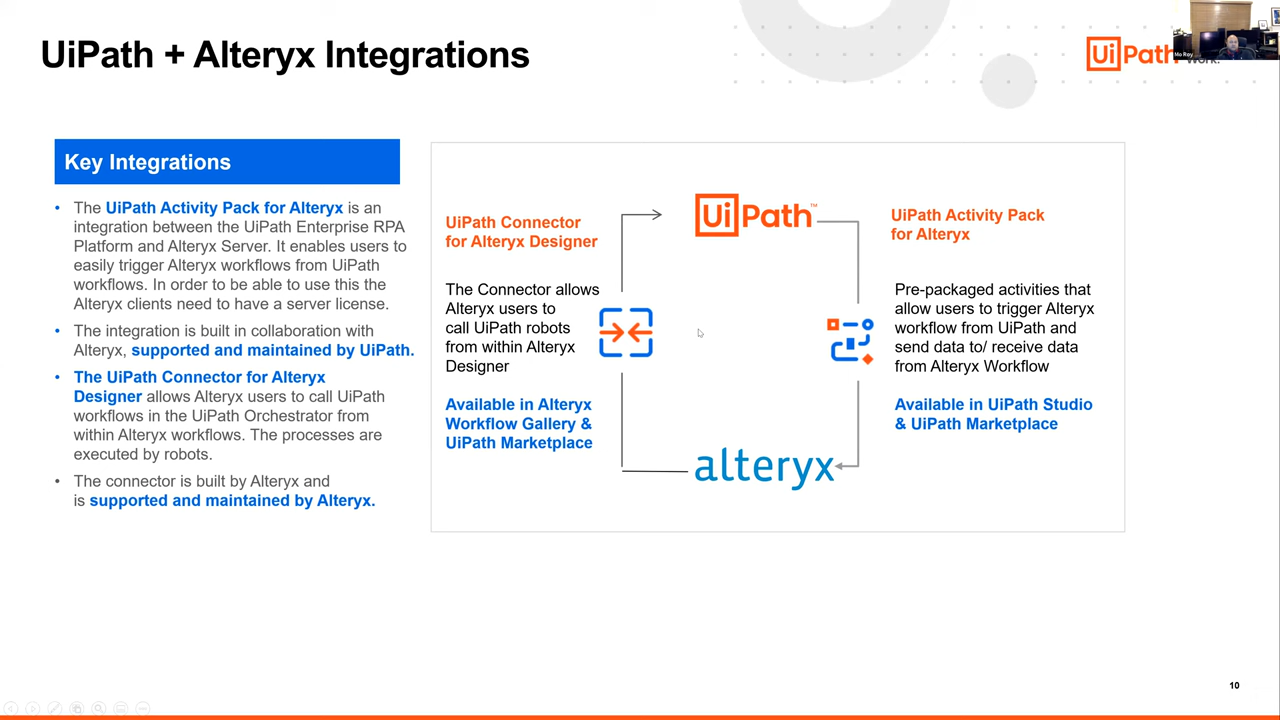 UiPath + Alteryx Integrations
UiPath
work.
Mo Roy
Key Integrations
• The UiPath Activity Pack for Alteryx is an
integration between the UiPath Enterprise RPA
Platform and Alteryx Server. It enables users to
easily trigger Alteryx workflows from UiPath
workflows. In order to be able to use this the
Alteryx clients need to have a server license.
• The integration is built in collaboration with
Alteryx, supported and maintained by UiPath.
• The UiPath Connector for Alteryx
Designer allows Alteryx users to call UiPath
workflows in the UiPath Orchestrator from
within Alteryx workflows. The processes are
executed by robots.
• The connector is built by Alteryx and
is supported and maintained by Alteryx.
UiPath Connector
for Alteryx Designer
The Connector allows
Alteryx users to
call UiPath robots
from within Alteryx
Designer
Available in Alteryx
Workflow Gallery &
UiPath Marketplace
UiPath™
alteryx
UiPath Activity Pack
for Alteryx
Pre-packaged activities that
allow users to trigger Alteryx
workflow from UiPath and
send data to/ receive data
from Alteryx Workflow
Available in UiPath Studio
& UiPath Marketplace
10